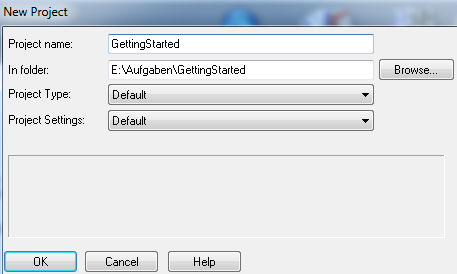 New Project
Project name: GettingStarted
In folder: E:\Aufgaben\GettingStarted Browse...
Project Type: Default
Project Settings: Default
OK Cancel Help